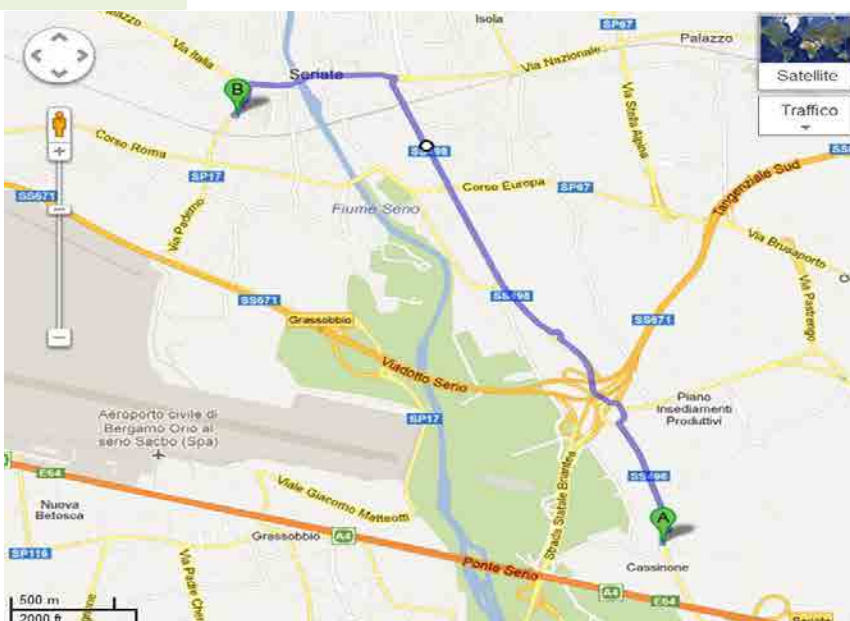 Isola
SP67
Palazzo
Via Italia
Via Nazionale
Seriate
Satellite
B
Traffico
Via Stella Alpina
Corso Roma
SS498
SP17
Corso Europa
SP67
Tangenziale Sud
SS671
Fiume Serio
Via Paderno
Via Brusaporto
SS671
SS498
Via Pastrengo
Grassobbio
SS671
Viadotto Serio
Aeroporto civile di
Bergamo Orio al
serio Sacbo (Spa)
SP17
Piano
Insediamenti
Produttivi
E64
Viale Giacomo Matteotti
SS498
Strada Statale Briantea
Nuova
Betosca
A
Grassobbio
A4
SP116
Ponte Serio
Cassinone
A4
E64
500 m
2000 ft